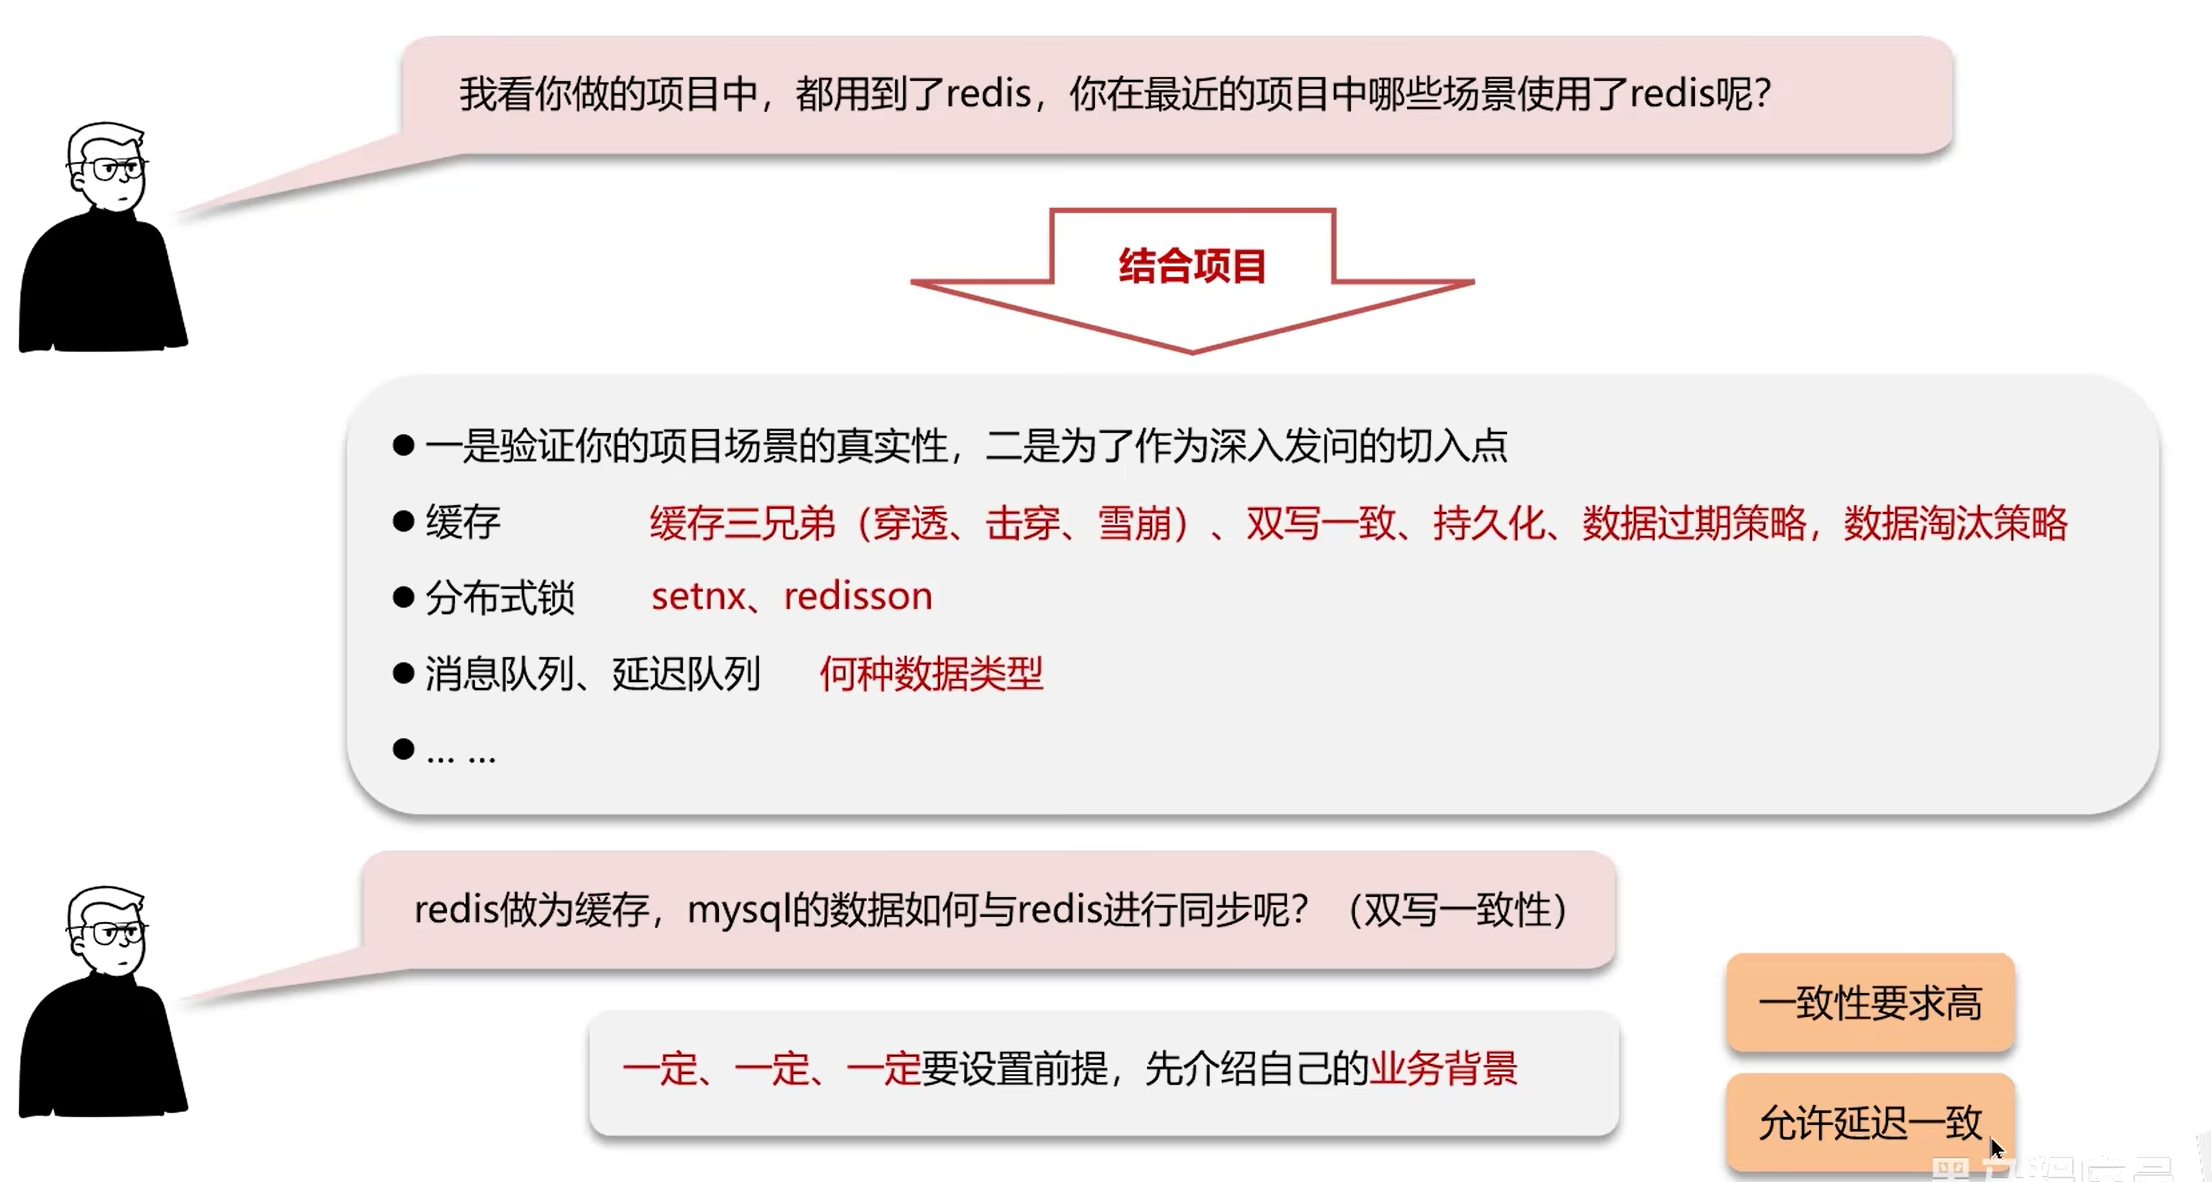 我看你做的项目中，都用到了redis，你在最近的项目中哪些场景使用了redis呢？
结合项目
● 一是验证你的项目场景的真实性，二是为了作为深入发问的切入点
● 缓存 缓存三兄弟（穿透、击穿、雪崩）、双写一致、持久化、数据过期策略，数据淘汰策略
● 分布式锁 setnx、redisson
● 消息队列、延迟队列 何种数据类型
● … …
redis做为缓存，mysql的数据如何与redis进行同步呢？（双写一致性）
一定、一定、一定要设置前提，先介绍自己的业务背景
一致性要求高
允许延迟一致